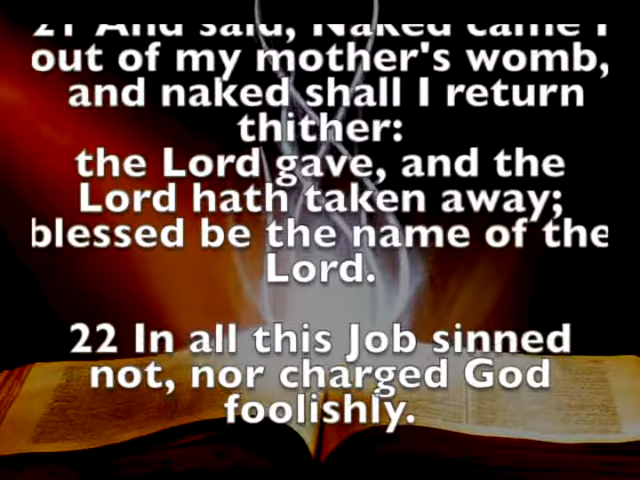 21 And said, Naked came I
out of my mother's womb,
and naked shall I return
thither:
the Lord gave, and the
Lord hath taken away;
blessed be the name of the
Lord.
22 In all this Job sinned
not, nor charged God
foolishly.